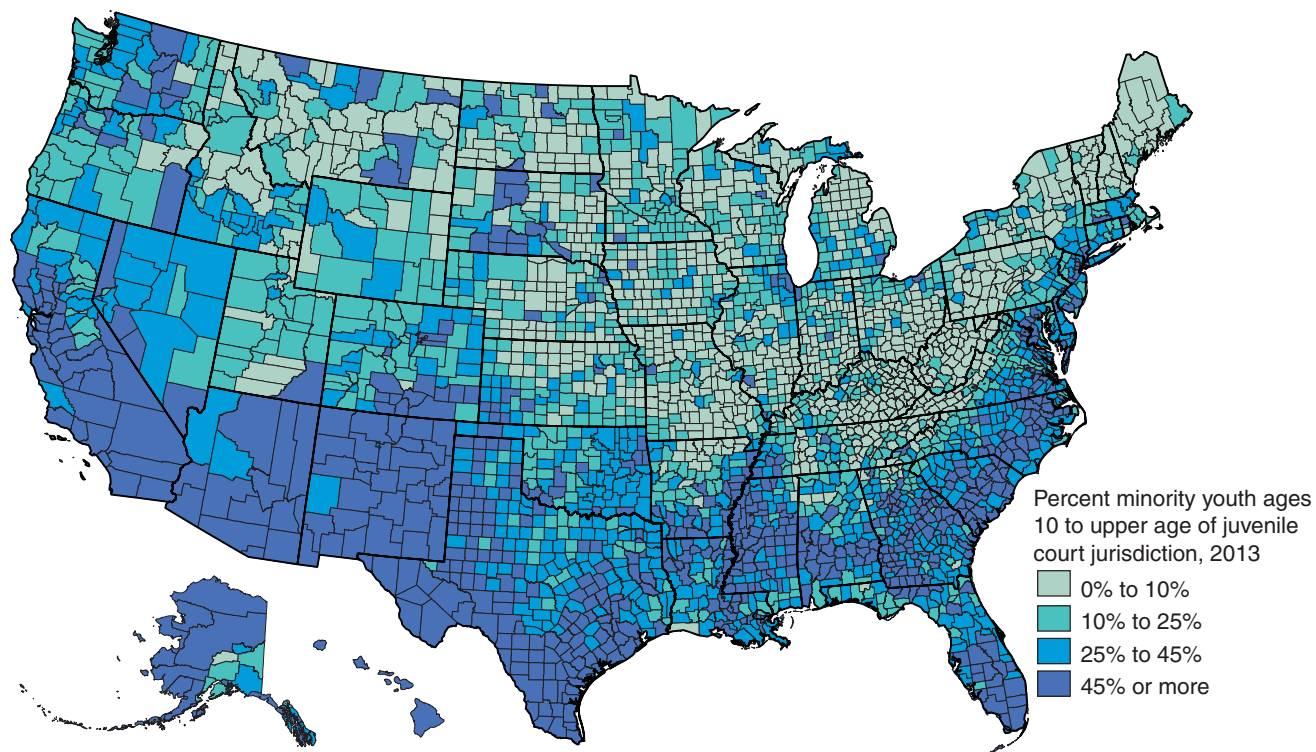 Percent minority youth ages
10 to upper age of juvenile
court jurisdiction, 2013
0% to 10%
10% to 25%
25% to 45%
45% or more